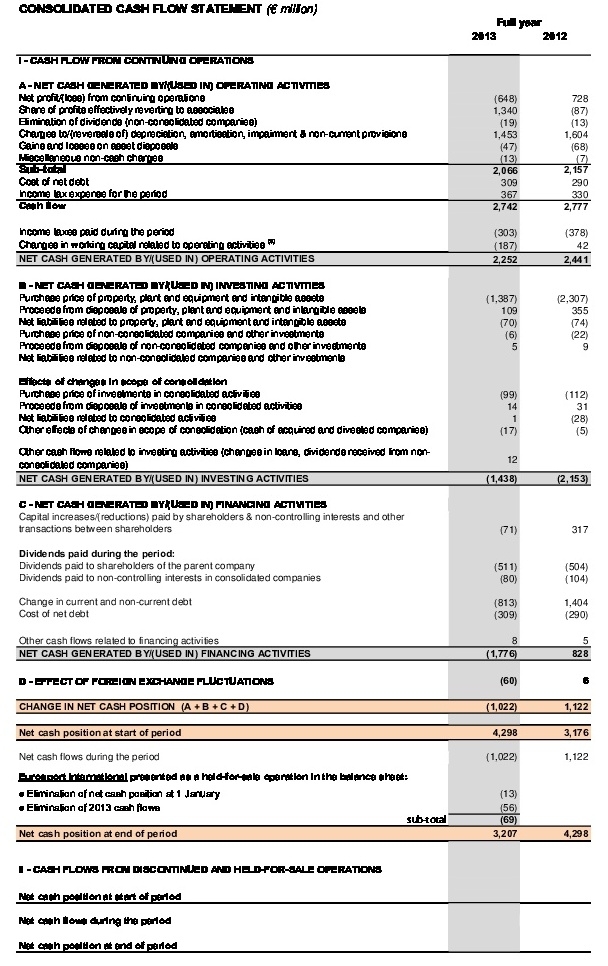 CONSOLIDATED CASH FLOW STATEMENT (€ million)
Full year
2013 2012
I - CASH FLOW FROM CONTINUING OPERATIONS
A - NET CASH GENERATED BY/(USED IN) OPERATING ACTIVITIES
Net profit/(loss) from continuing operations (648) 728
Share of profits effectively reverting to associates 1,340 (87)
Elimination of dividends (non-consolidated companies) (19) (13)
Charges to/(reversals of) depreciation, amortisation, impairment & non-current provisions 1,453 1,604
Gains and losses on asset disposals (47) (68)
Miscellaneous non-cash charges (13) (7)
Sub-total 2,066 2,157
Cost of net debt 309 290
Income tax expense for the period 367 330
Cash flow 2,742 2,777
Income taxes paid during the period (303) (378)
Changes in working capital related to operating activities (187) 42
NET CASH GENERATED BY/(USED IN) OPERATING ACTIVITIES 2,252 2,441
B - NET CASH GENERATED BY/(USED IN) INVESTING ACTIVITIES
Purchase price of property, plant and equipment and intangible assets (1,387) (2,307)
Proceeds from disposals of property, plant and equipment and intangible assets 109 355
Net liabilities related to property, plant and equipment and intangible assets (70) (74)
Purchase price of non-consolidated companies and other investments (6) (22)
Proceeds from disposals of non-consolidated companies and other investments 5 9
Net liabilities related to non-consolidated companies and other investments
Effects of changes in scope of consolidation
Purchase price of investments in consolidated activities (99) (112)
Proceeds from disposals of investments in consolidated activities 14 31
Net liabilities related to consolidated activities 1 (28)
Other effects of changes in scope of consolidation (cash of acquired and divested companies) (17) (5)
Other cash flows related to investing activities (changes in loans, dividends received from non-
consolidated companies) 12
NET CASH GENERATED BY/(USED IN) INVESTING ACTIVITIES (1,438) (2,153)
C - NET CASH GENERATED BY/(USED IN) FINANCING ACTIVITIES
Capital increases/(reductions) paid by shareholders & non-controlling interests and other
transactions between shareholders (71) 317
Dividends paid during the period:
Dividends paid to shareholders of the parent company (511) (504)
Dividends paid to non-controlling interests in consolidated companies (80) (104)
Change in current and non-current debt (813) 1,404
Cost of net debt (309) (290)
Other cash flows related to financing activities 8 5
NET CASH GENERATED BY/(USED IN) FINANCING ACTIVITIES (1,776) 828
D - EFFECT OF FOREIGN EXCHANGE FLUCTUATIONS (60) 6
CHANGE IN NET CASH POSITION (A + B + C + D) (1,022) 1,122
Net cash position at start of period 4,298 3,176
Net cash flows during the period (1,022) 1,122
Eurosport International presented as a held-for-sale operation in the balance sheet:
• Elimination of net cash position at 1 January (13)
• Elimination of 2013 cash flows (56)
sub-total (69)
Net cash position at end of period 3,207 4,298
II - CASH FLOWS FROM DISCONTINUED AND HELD-FOR-SALE OPERATIONS
Net cash position at start of period
Net cash flows during the period
Net cash position at end of period